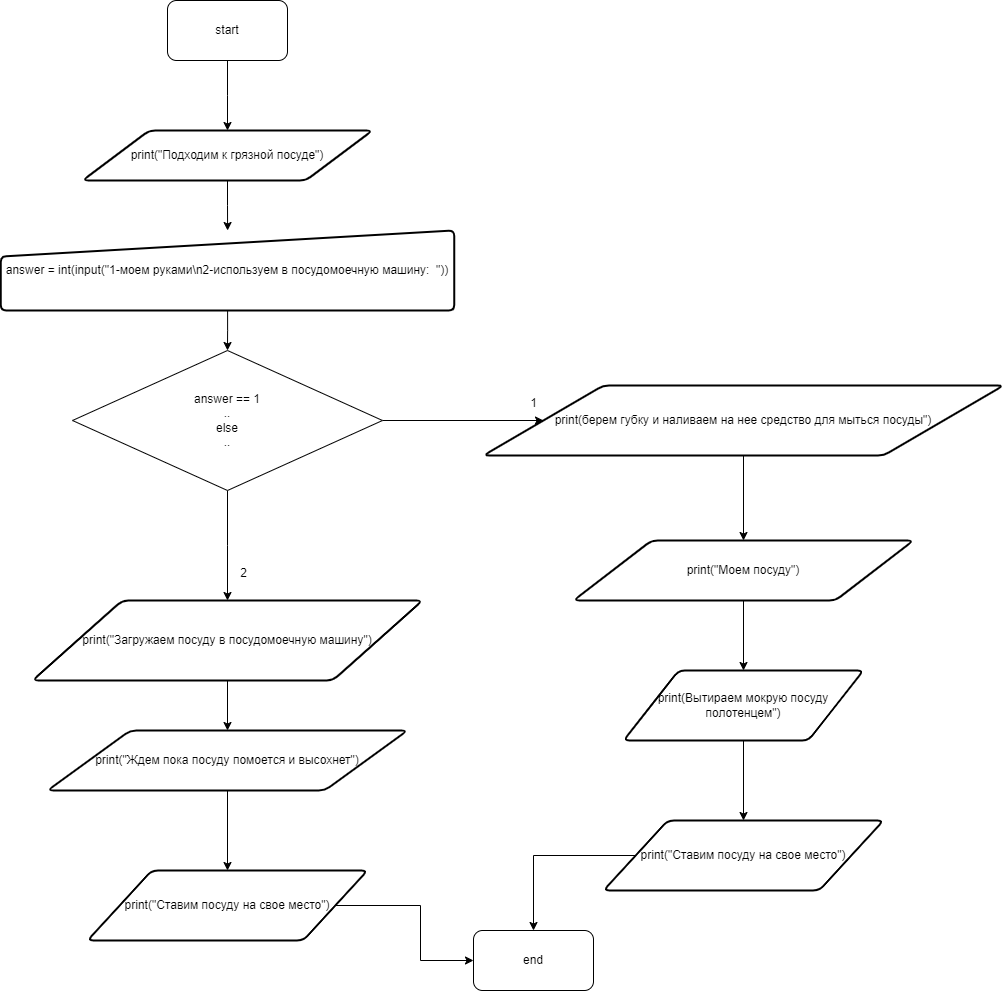 start
print("Подходим к грязной посуде")
answer = int(input("1-моем руками\n2-используем в посудомоечную машину:  "))
answer == 1
..
else
..
1
print(берем губку и наливаем на нее средство для мыться посуды")
print("Моем посуду")
print(Вытираем мокрую посуду
полотенцем")
print("Ставим посуду на свое место")
2
print("Загружаем посуду в посудомоечную машину")
print("Ждем пока посуду помоется и высохнет")
print("Ставим посуду на свое место")
end